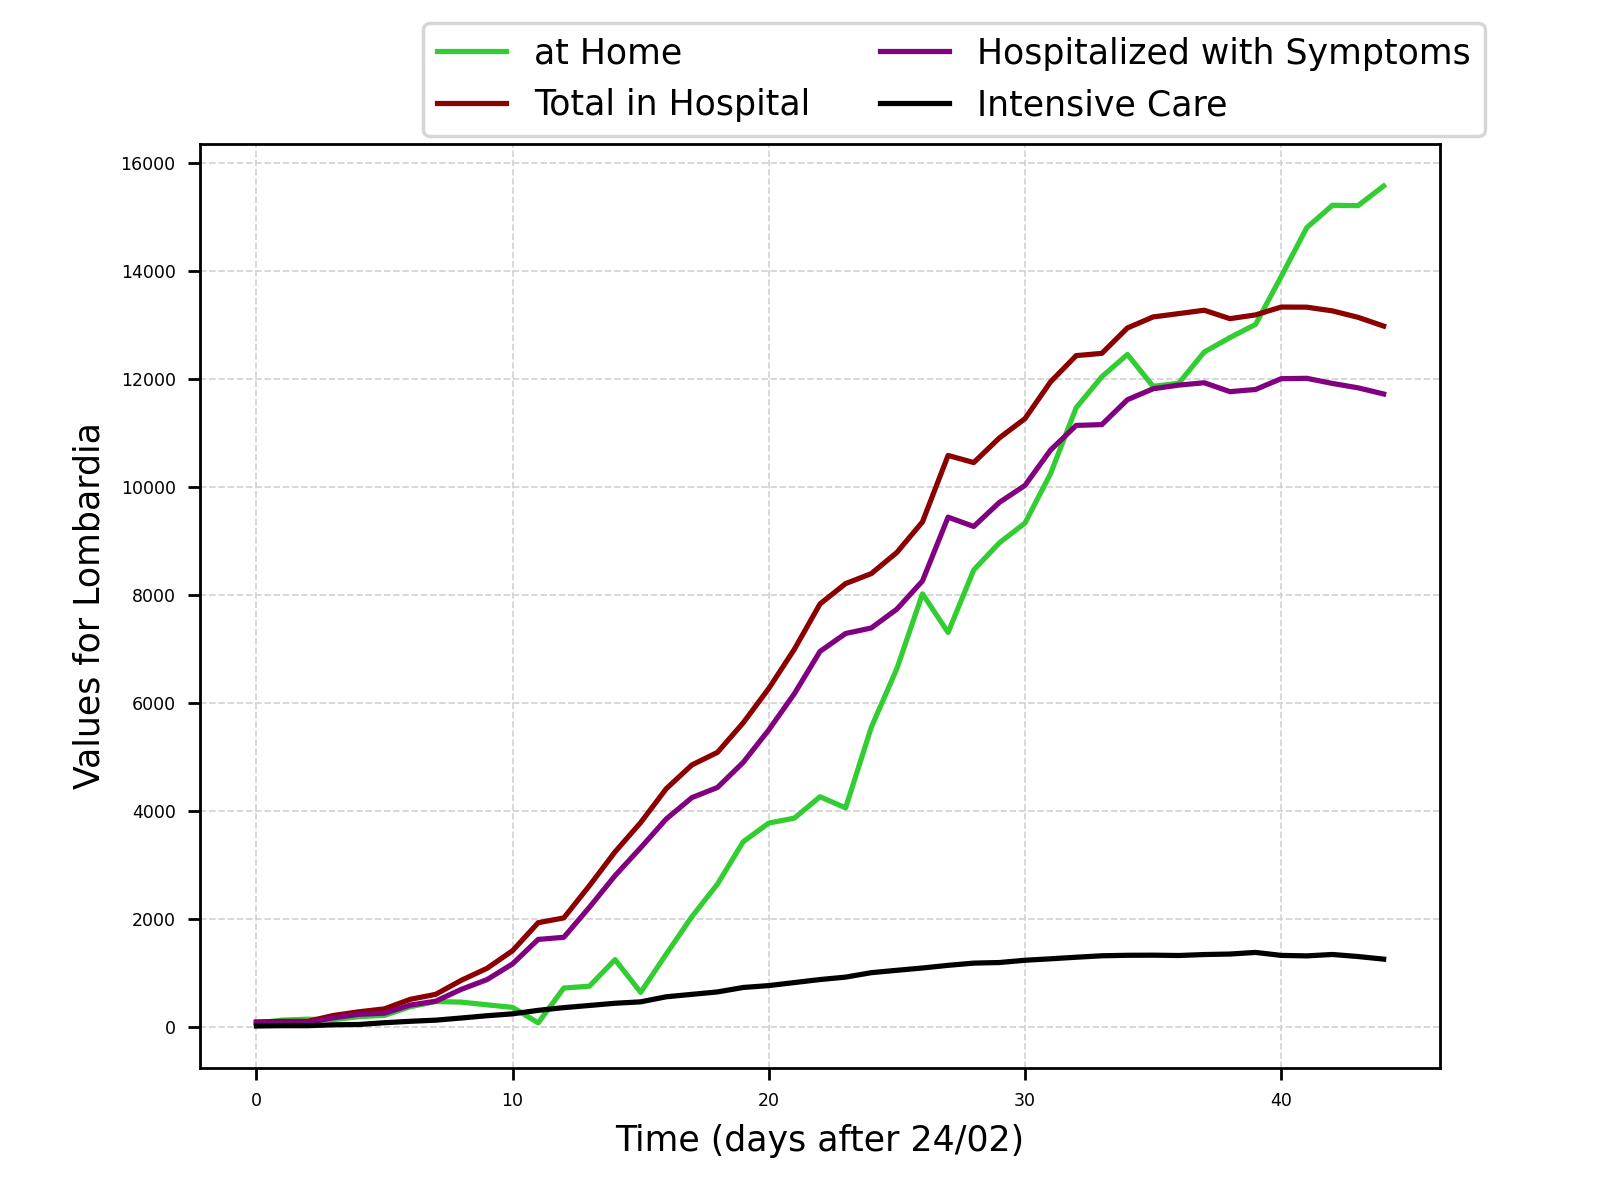 at Home
Hospitalized with Symptoms
Total in Hospital
Intensive Care
16000
14000
12000
10000
8000
6000
4000
2000
0
Values for Lombardia
0 10 20 30 40
Time (days after 24/02)